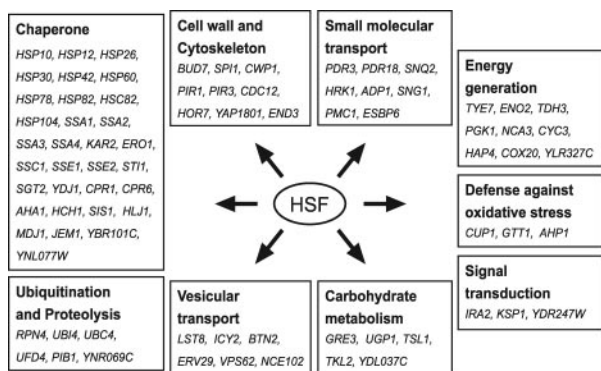 Chaperone
HSP10, HSP12, HSP26,
HSP30, HSP42, HSP60,
HSP78, HSP82, HSC82,
HSP104, SSA1, SSA2,
SSA3, SSA4, KAR2, ERO1,
SSC1, SSE1, SSE2, STI1,
SGT2, YDJ1, CPR1, CPR6,
AHA1, HCH1, SIS1, HLJ1,
MDJ1, JEM1, YBR101C,
YNL077W
Cell wall and
Cytoskeleton
BUD7, SPI1, CWP1,
PIR1, PIR3, CDC12,
HOR7, YAP1801, END3
Small molecular
transport
PDR3, PDR18, SNQ2,
HRK1, ADP1, SNG1,
PMC1, ESBP6
Energy
generation
TYE7, ENO2, TDH3,
PGK1, NCA3, CYC3,
HAP4, COX20, YLR327C
HSF
Defense against
oxidative stress
CUP1, GTT1, AHP1
Ubiquitination
and Proteolysis
RPN4, UBI4, UBC4,
UFD4, PIB1, YNR069C
Vesicular
transport
LST8, ICY2, BTN2,
ERV29, VPS62, NCE102
Carbohydrate
metabolism
GRE3, UGP1, TSL1,
TKL2, YDL037C
Signal
transduction
IRA2, KSP1, YDR247W